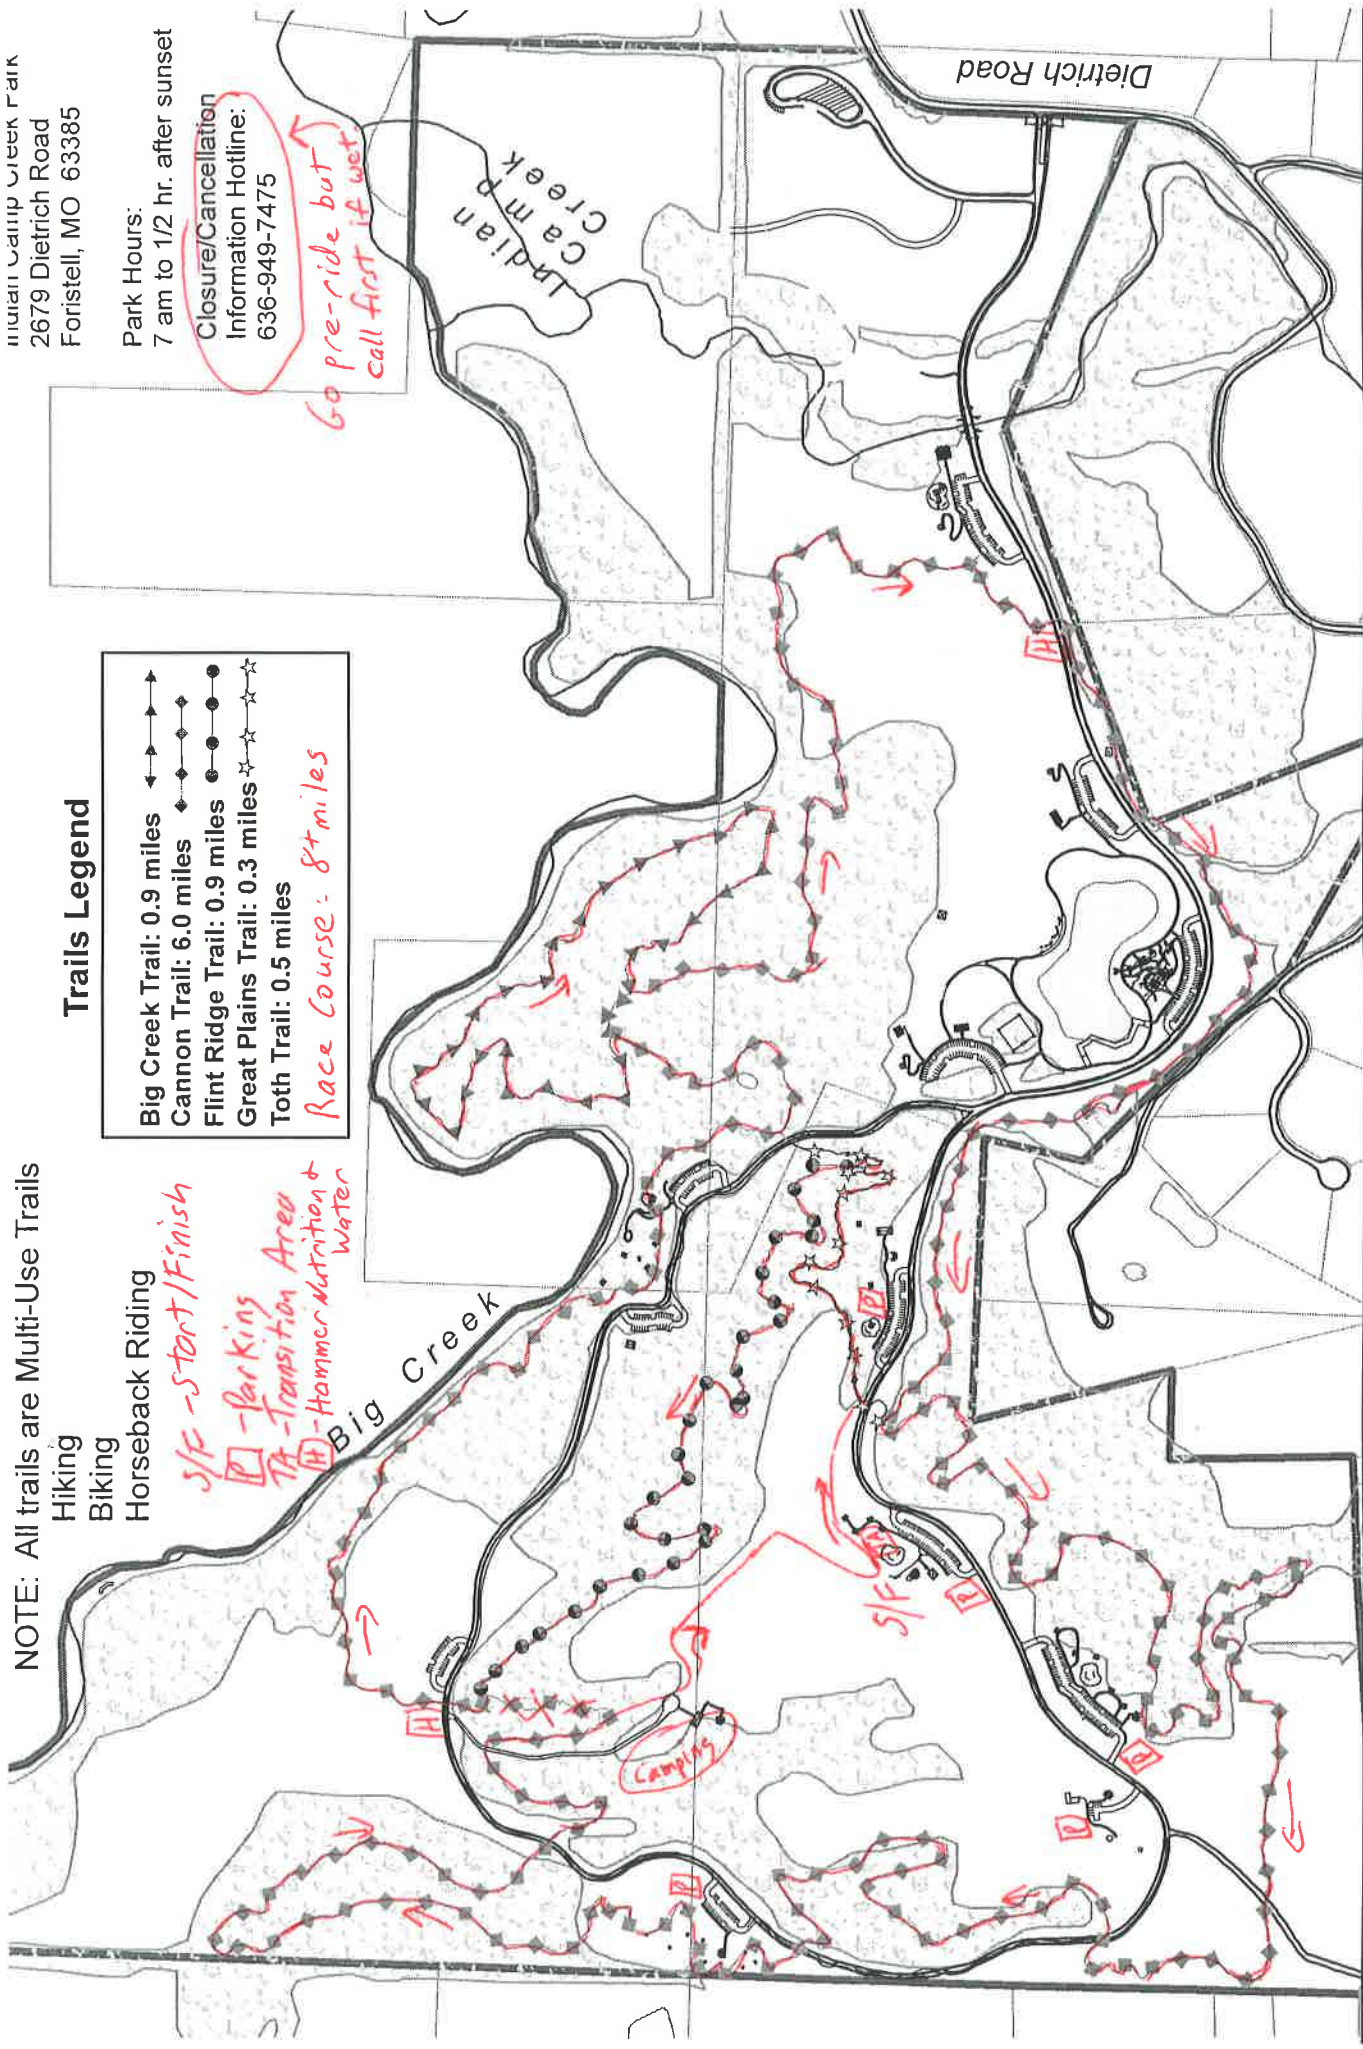 NOTE: All trails are Multi-Use Trails
Hiking
Biking
Horseback Riding
S/F - Start/Finish
P - Parking
TA - Transition Area
H - Hammer Nutrition &
Water
Trails Legend
Big Creek Trail: 0.9 miles
Cannon Trail: 6.0 miles
Flint Ridge Trail: 0.9 miles
Great Plains Trail: 0.3 miles
Toth Trail: 0.5 miles
Race Course: 8+ miles
Indian Camp Creek Park
2679 Dietrich Road
Foristell, MO 63385
Park Hours:
7 am to 1/2 hr. after sunset
Closure/Cancellation
Information Hotline:
636-949-7475
Go pre-ride but
call first if wet
Big Creek
Indian
Camp
Creek
Dietrich Road
H
H
Camping
P
P
P
P
P
S/F
TA